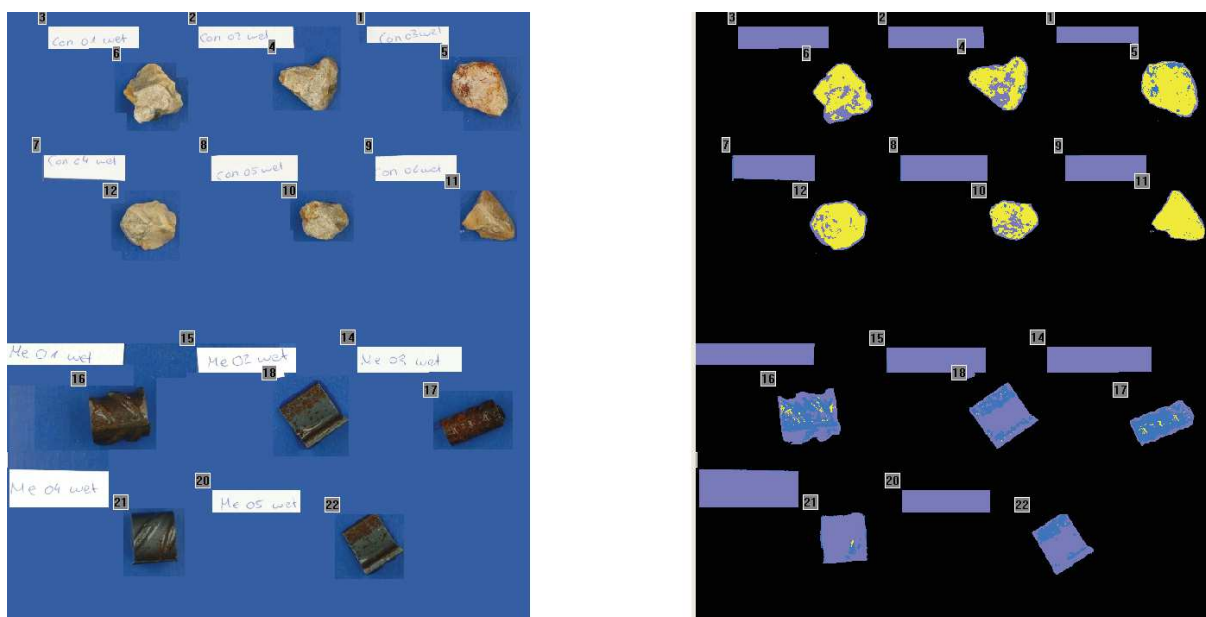 3 2 1
Con 01 wet Con 02 wet Con 03 wet
6 4 5
7 8 9
Con 04 wet Con 05 wet Con 06 wet
12 10 11
15 14
Me 01 wet Me 02 wet Me 03 wet
16 18 17
Me 04 wet 21 20 Me 05 wet 22
3 2 1
6 4 5
7 8 9
12 10 11
15 14
16 18 17
21 20 22